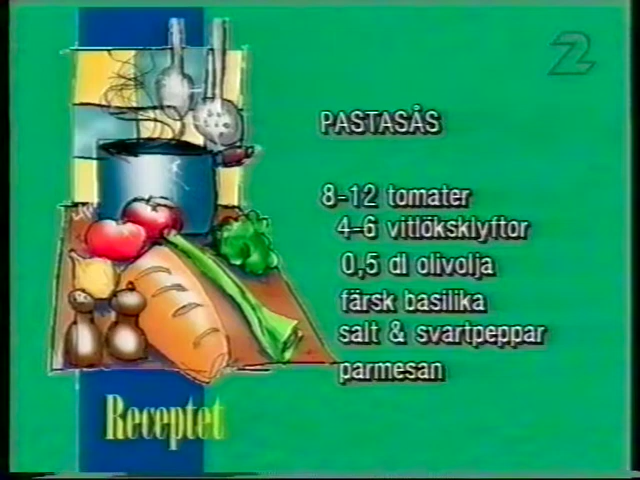 2
PASTASÅS
8-12 tomater
4-6 vitlöksklyftor
0,5 dl olivolja
färsk basilika
salt & svartpeppar
parmesan
Receptet